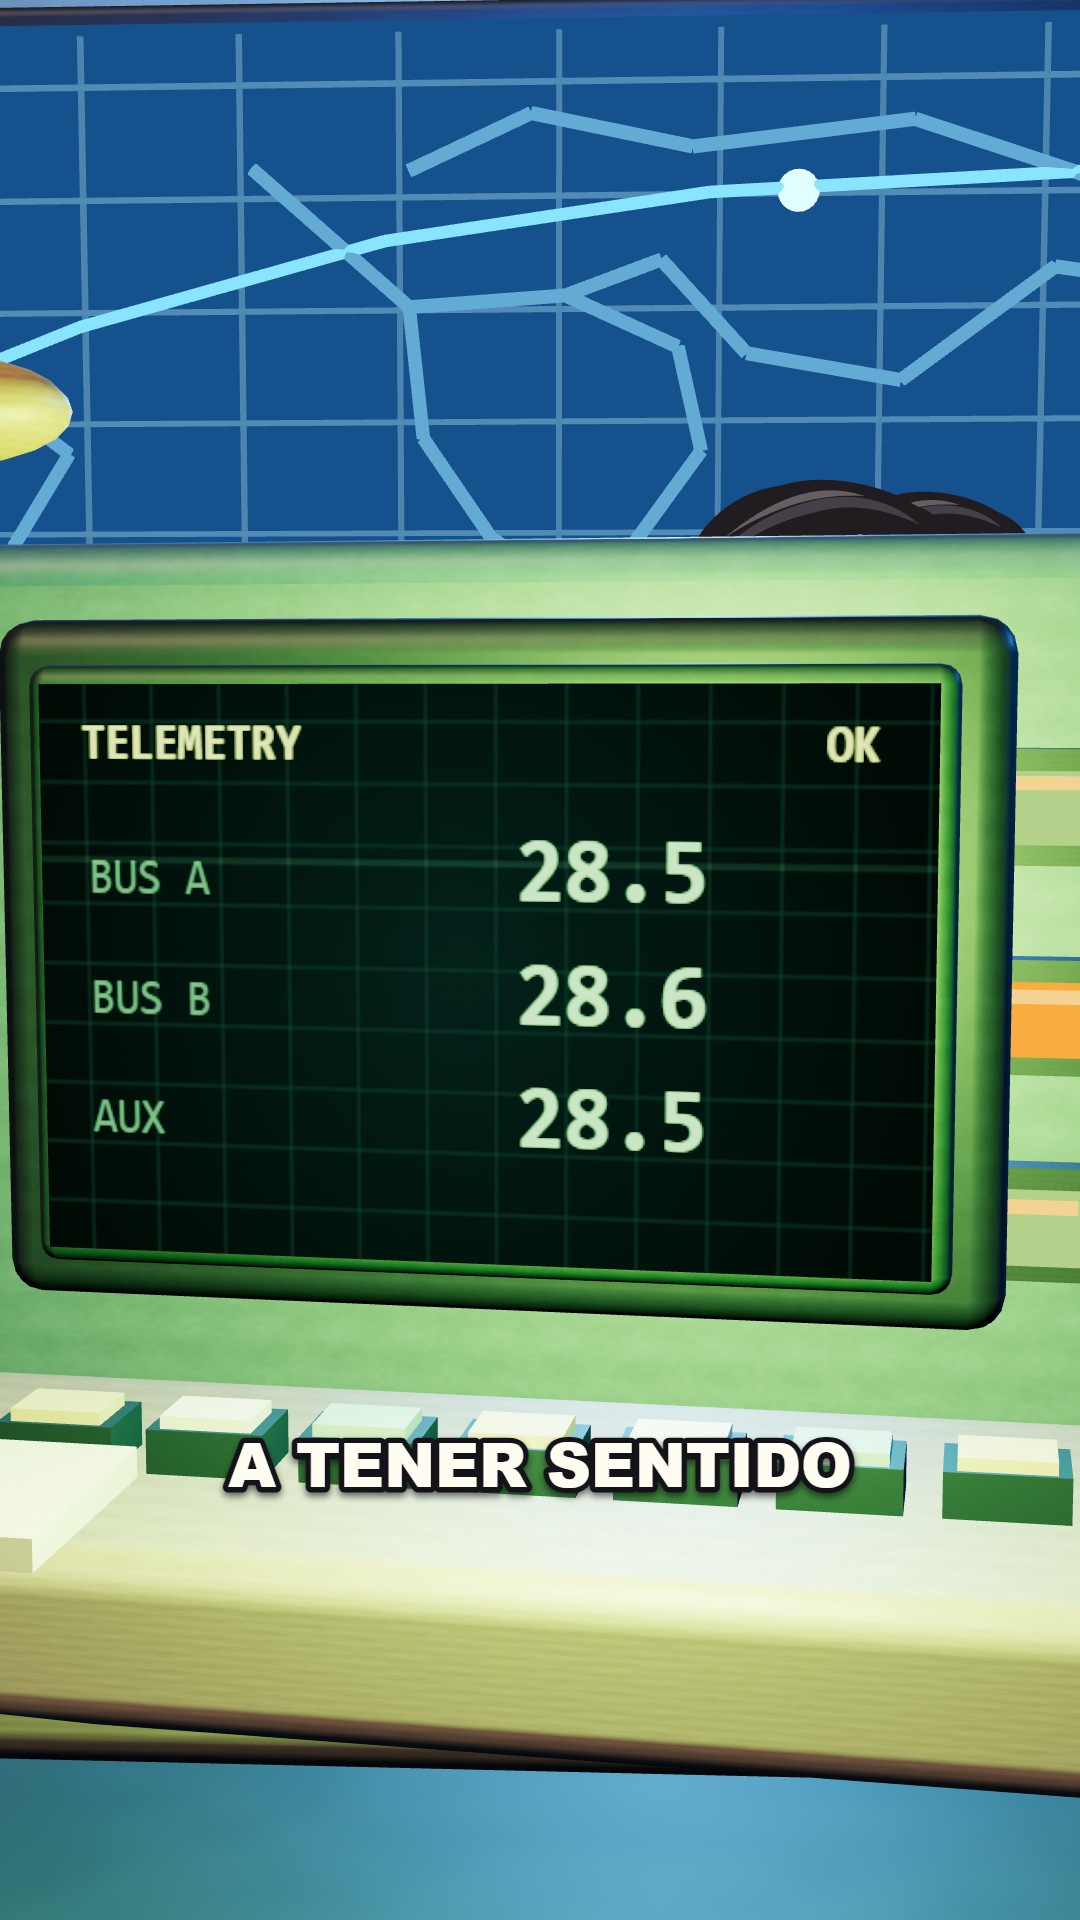 TELEMETRY OK
BUS A 28.5
BUS B 28.6
AUX 28.5
A TENER SENTIDO